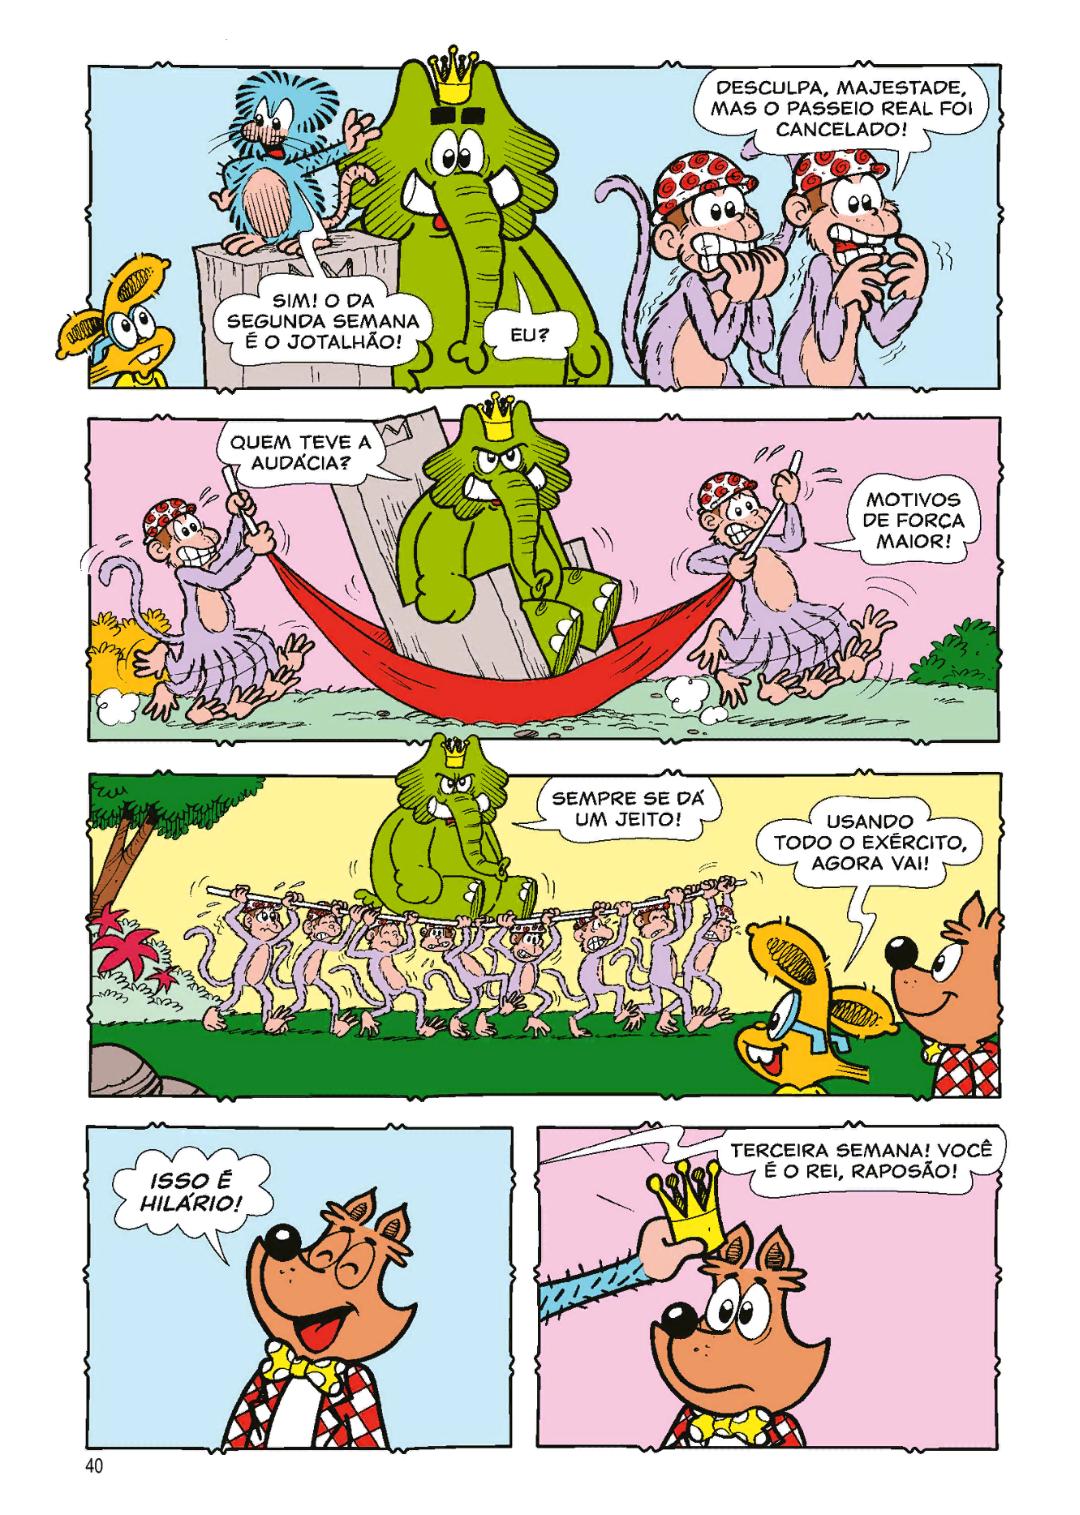 DESCULPA, MAJESTADE,
MAS O PASSEIO REAL FOI
CANCELADO!
SIM! O DA
SEGUNDA SEMANA
É O JOTALHÃO!
EU?
QUEM TEVE A
AUDÁCIA?
MOTIVOS
DE FORÇA
MAIOR!
SEMPRE SE DÁ
UM JEITO!
USANDO
TODO O EXÉRCITO,
AGORA VAI!
ISSO É
HILÁRIO!
TERCEIRA SEMANA! VOCÊ
É O REI, RAPOSÃO!
40